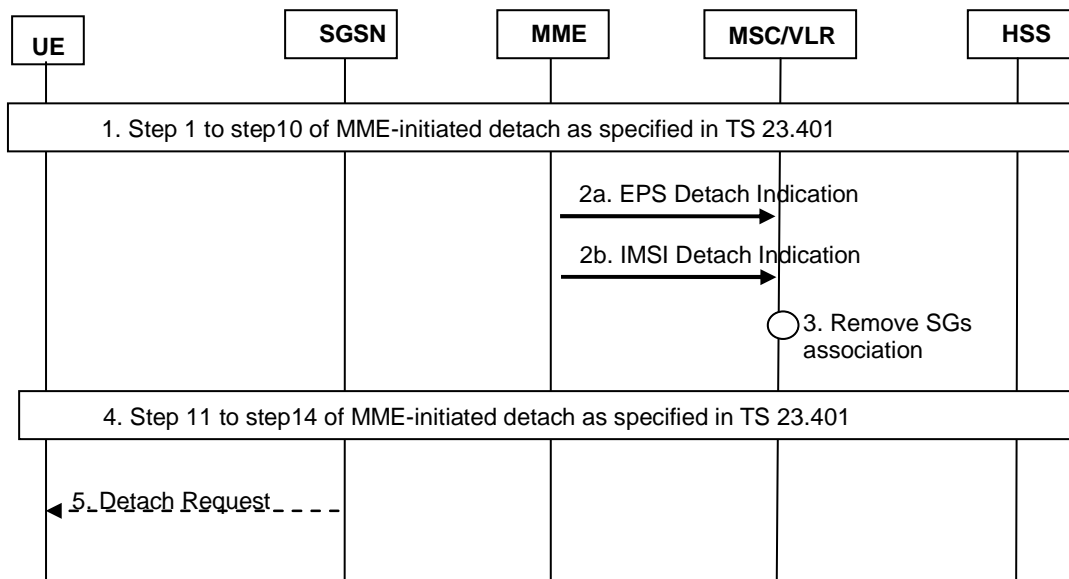 UE
SGSN
MME
MSC/VLR
HSS
1. Step 1 to step10 of MME-initiated detach as specified in TS 23.401
2a. EPS Detach Indication
2b. IMSI Detach Indication
3. Remove SGs
association
4. Step 11 to step14 of MME-initiated detach as specified in TS 23.401
5. Detach Request